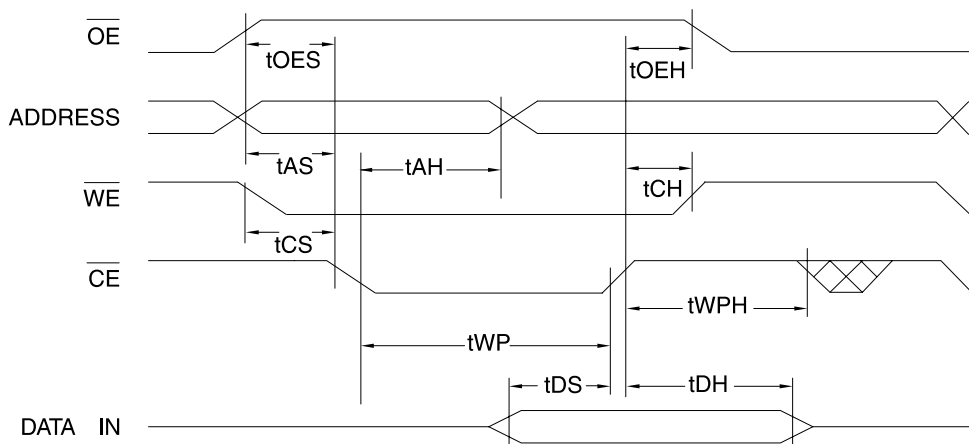 OE
tOES
tOEH
ADDRESS
tAS
tAH
WE
tCH
tCS
CE
tWPH
tWP
tDS
tDH
DATA IN